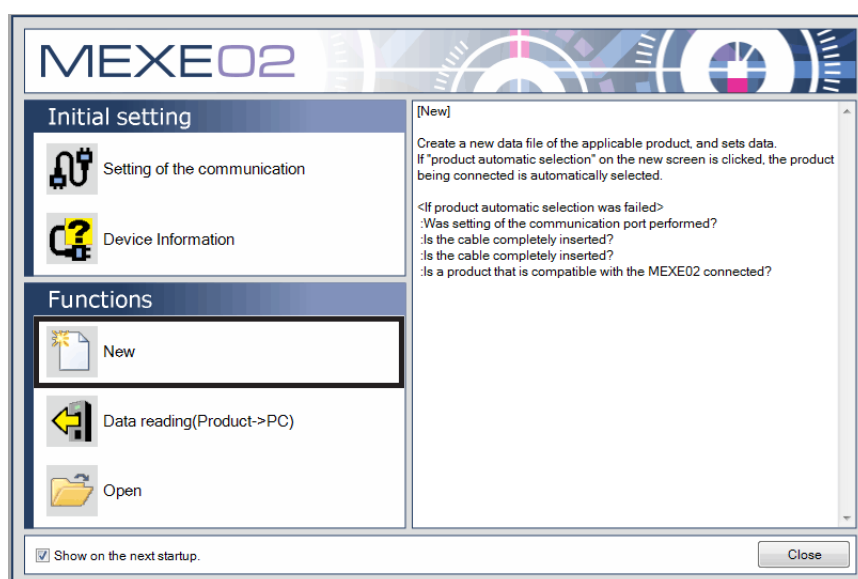 MEXE02
Initial setting
Setting of the communication
Device Information
Functions
New
Data reading(Product->PC)
Open
[New]
Create a new data file of the applicable product, and sets data.
If "product automatic selection" on the new screen is clicked, the product
being connected is automatically selected.
<If product automatic selection was failed>
:Was setting of the communication port performed?
:Is the cable completely inserted?
:Is the cable completely inserted?
:Is a product that is compatible with the MEXE02 connected?
Show on the next startup.
Close